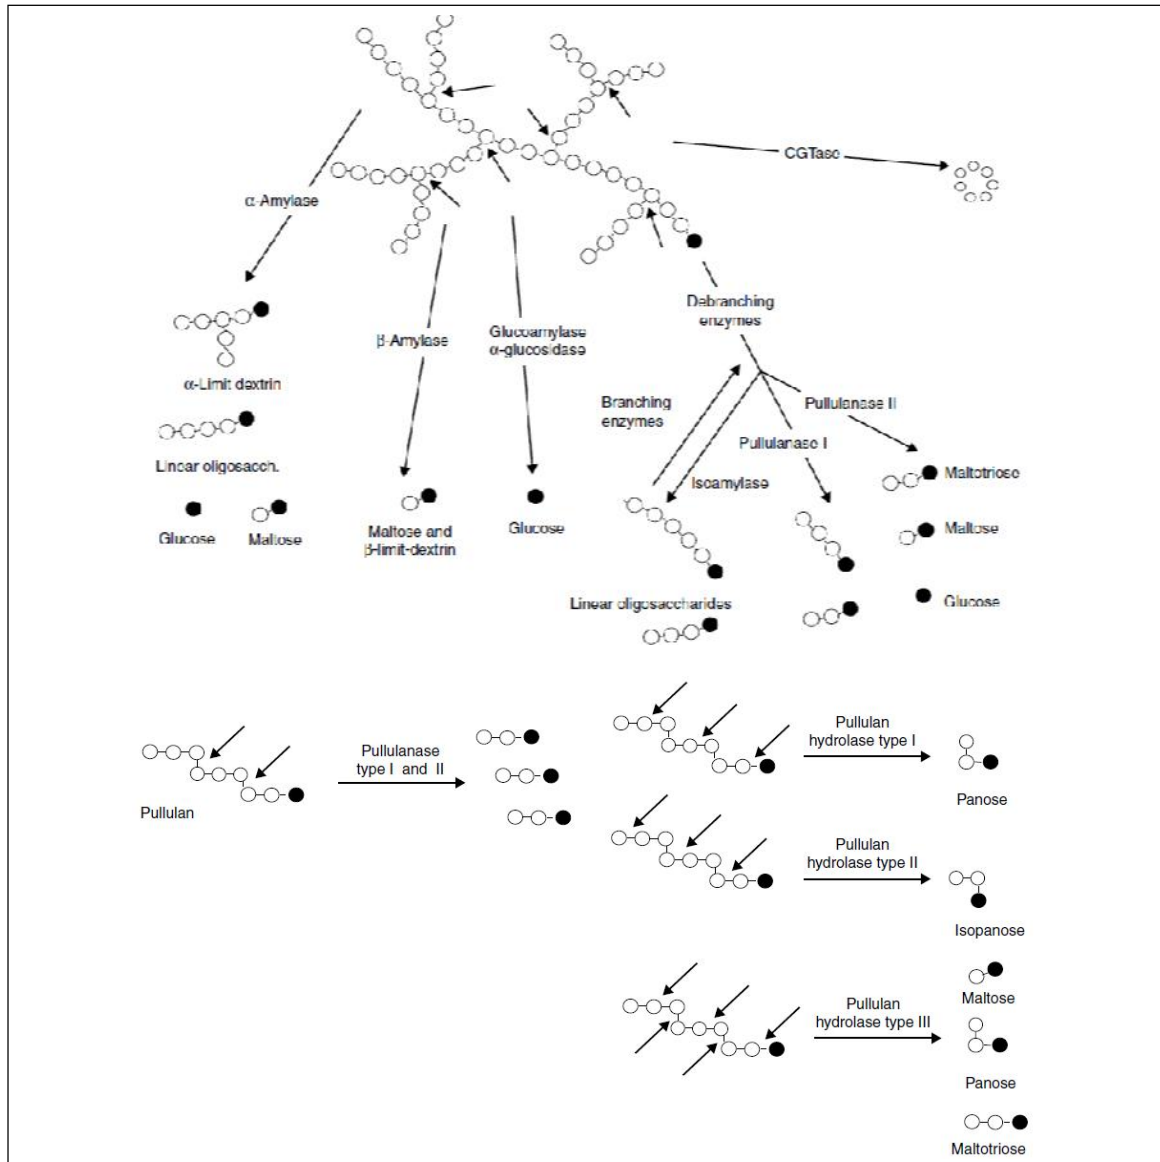 CGTase
α-Amylase
Debranching
enzymes
β-Amylase
Glucoamylase
α-glucosidase
α-Limit dextrin
Branching
enzymes
Pullulanase II
Pullulanase I
Linear oligosacch.
Isoamylase
Maltotriose
Glucose
Maltose
Maltose and
β-limit-dextrin
Glucose
Maltose
Linear oligosaccharides
Glucose
Pullulan
Pullulanase
type I and II
Pullulan
hydrolase type I
Panose
Pullulan
hydrolase type II
Isopanose
Pullulan
hydrolase type III
Maltose
Panose
Maltotriose